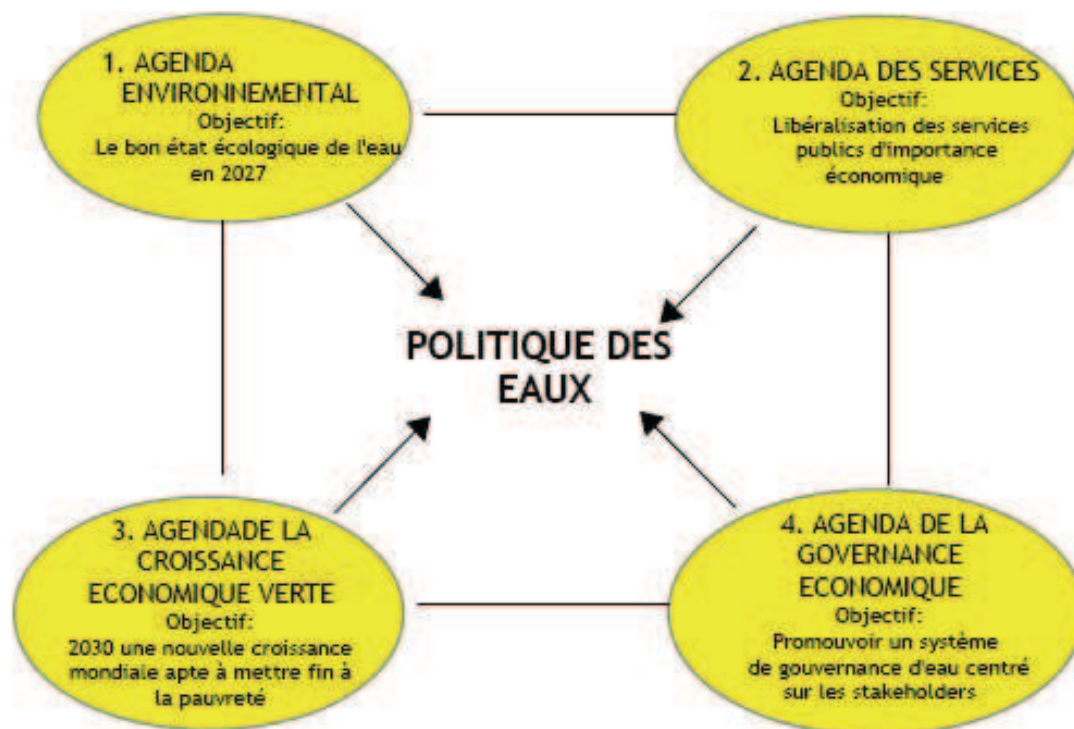 1. AGENDA
ENVIRONNEMENTAL
Objectif:
Le bon état écologique de l'eau
en 2027
2. AGENDA DES SERVICES
Objectif:
Libéralisation des services
publics d'importance
économique
POLITIQUE DES
EAUX
3. AGENDADE LA
CROISSANCE
ECONOMIQUE VERTE
Objectif:
2030 une nouvelle croissance
mondiale apte à mettre fin à
la pauvreté
4. AGENDA DE LA
GOVERNANCE
ECONOMIQUE
Objectif:
Promouvoir un système
de gouvernance d'eau centré
sur les stakeholders